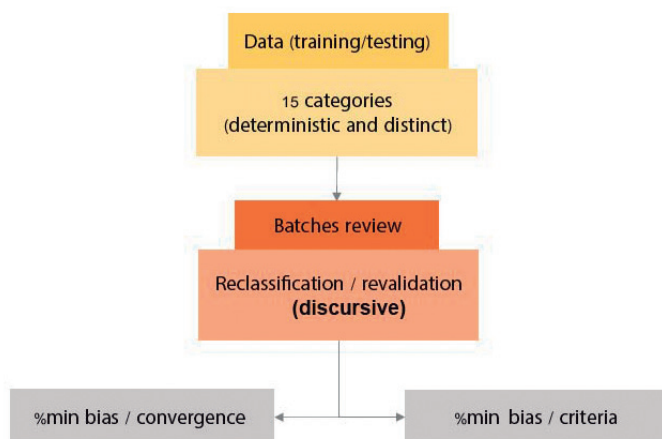 Data (training/testing)
15 categories
(deterministic and distinct)
Batches review
Reclassification / revalidation
(discursive)
%min bias / convergence
%min bias / criteria